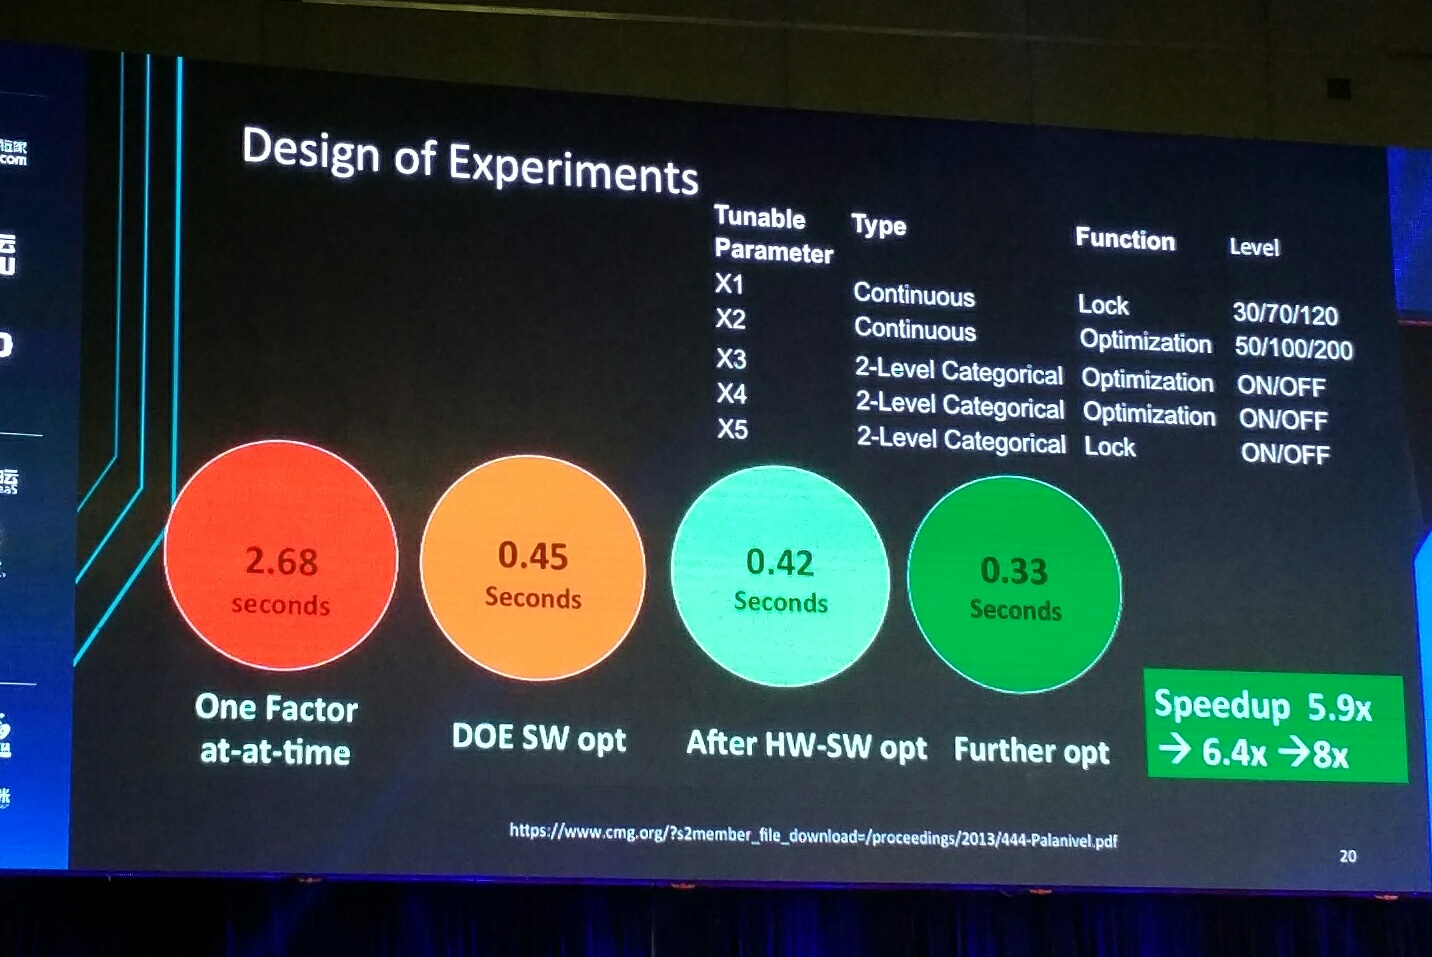 Design of Experiments
Tunable Parameter Type Function Level
X1 Continuous Lock 30/70/120
X2 Continuous Optimization 50/100/200
X3 2-Level Categorical Optimization ON/OFF
X4 2-Level Categorical Optimization ON/OFF
X5 2-Level Categorical Lock ON/OFF
2.68
seconds
0.45
Seconds
0.42
Seconds
0.33
Seconds
One Factor
at-at-time
DOE SW opt
After HW-SW opt
Further opt
Speedup 5.9x
→ 6.4x →8x
https://www.cmg.org/?s2member_file_download=/proceedings/2013/444-Palanivel.pdf
20
com
云
U